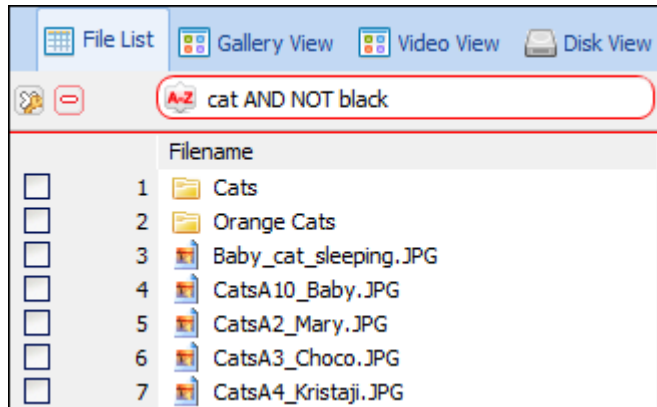 File List Gallery View Video View Disk View
A-Z cat AND NOT black
Filename
1 Cats
2 Orange Cats
3 Baby_cat_sleeping.JPG
4 CatsA10_Baby.JPG
5 CatsA2_Mary.JPG
6 CatsA3_Choco.JPG
7 CatsA4_Kristaji.JPG